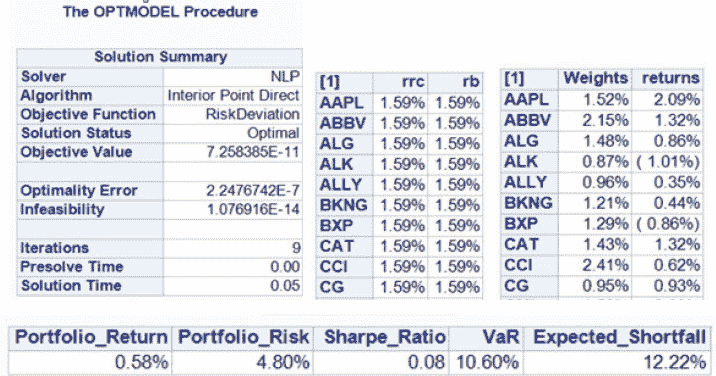 The OPTMODEL Procedure
Solution Summary
Solver NLP
Algorithm Interior Point Direct
Objective Function RiskDeviation
Solution Status Optimal
Objective Value 7.258385E-11
Optimality Error 2.2476742E-7
Infeasibility 1.076916E-14
Iterations 9
Presolve Time 0.00
Solution Time 0.05
[1] rrc rb
AAPL 1.59% 1.59%
ABBV 1.59% 1.59%
ALG 1.59% 1.59%
ALK 1.59% 1.59%
ALLY 1.59% 1.59%
BKNG 1.59% 1.59%
BXP 1.59% 1.59%
CAT 1.59% 1.59%
CCI 1.59% 1.59%
CG 1.59% 1.59%
[1] Weights returns
AAPL 1.52% 2.09%
ABBV 2.15% 1.32%
ALG 1.48% 0.86%
ALK 0.87% ( 1.01%)
ALLY 0.96% 0.35%
BKNG 1.21% 0.44%
BXP 1.29% ( 0.86%)
CAT 1.43% 1.32%
CCI 2.41% 0.62%
CG 0.95% 0.93%
Portfolio_Return Portfolio_Risk Sharpe_Ratio VaR Expected_Shortfall
0.58% 4.80% 0.08 10.60% 12.22%